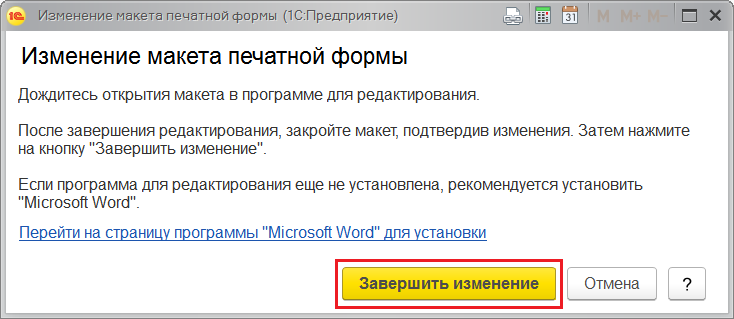 1С Изменение макета печатной формы (1С:Предприятие) 31 M M+ M-
Изменение макета печатной формы
Дождитесь открытия макета в программе для редактирования.
После завершения редактирования, закройте макет, подтвердив изменения. Затем нажмите
на кнопку "Завершить изменение".
Если программа для редактирования еще не установлена, рекомендуется установить
"Microsoft Word".
Перейти на страницу программы "Microsoft Word" для установки
Завершить изменение Отмена ?